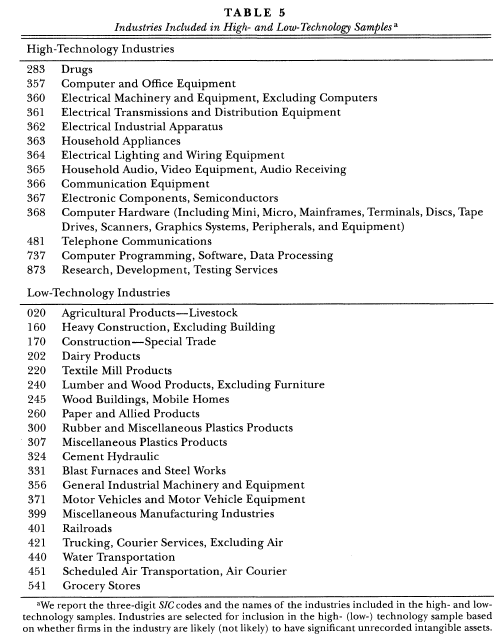 TABLE 5
Industries Included in High- and Low-Technology Samplesᵃ
High-Technology Industries
283 Drugs
357 Computer and Office Equipment
360 Electrical Machinery and Equipment, Excluding Computers
361 Electrical Transmissions and Distribution Equipment
362 Electrical Industrial Apparatus
363 Household Appliances
364 Electrical Lighting and Wiring Equipment
365 Household Audio, Video Equipment, Audio Receiving
366 Communication Equipment
367 Electronic Components, Semiconductors
368 Computer Hardware (Including Mini, Micro, Mainframes, Terminals, Discs, Tape
Drives, Scanners, Graphics Systems, Peripherals, and Equipment)
481 Telephone Communications
737 Computer Programming, Software, Data Processing
873 Research, Development, Testing Services
Low-Technology Industries
020 Agricultural Products—Livestock
160 Heavy Construction, Excluding Building
170 Construction—Special Trade
202 Dairy Products
220 Textile Mill Products
240 Lumber and Wood Products, Excluding Furniture
245 Wood Buildings, Mobile Homes
260 Paper and Allied Products
300 Rubber and Miscellaneous Plastics Products
307 Miscellaneous Plastics Products
324 Cement Hydraulic
331 Blast Furnaces and Steel Works
356 General Industrial Machinery and Equipment
371 Motor Vehicles and Motor Vehicle Equipment
399 Miscellaneous Manufacturing Industries
401 Railroads
421 Trucking, Courier Services, Excluding Air
440 Water Transportation
451 Scheduled Air Transportation, Air Courier
541 Grocery Stores
ᵃWe report the three-digit SIC codes and the names of the industries included in the high- and low-
technology samples. Industries are selected for inclusion in the high- (low-) technology sample based
on whether firms in the industry are likely (not likely) to have significant unrecorded intangible assets.